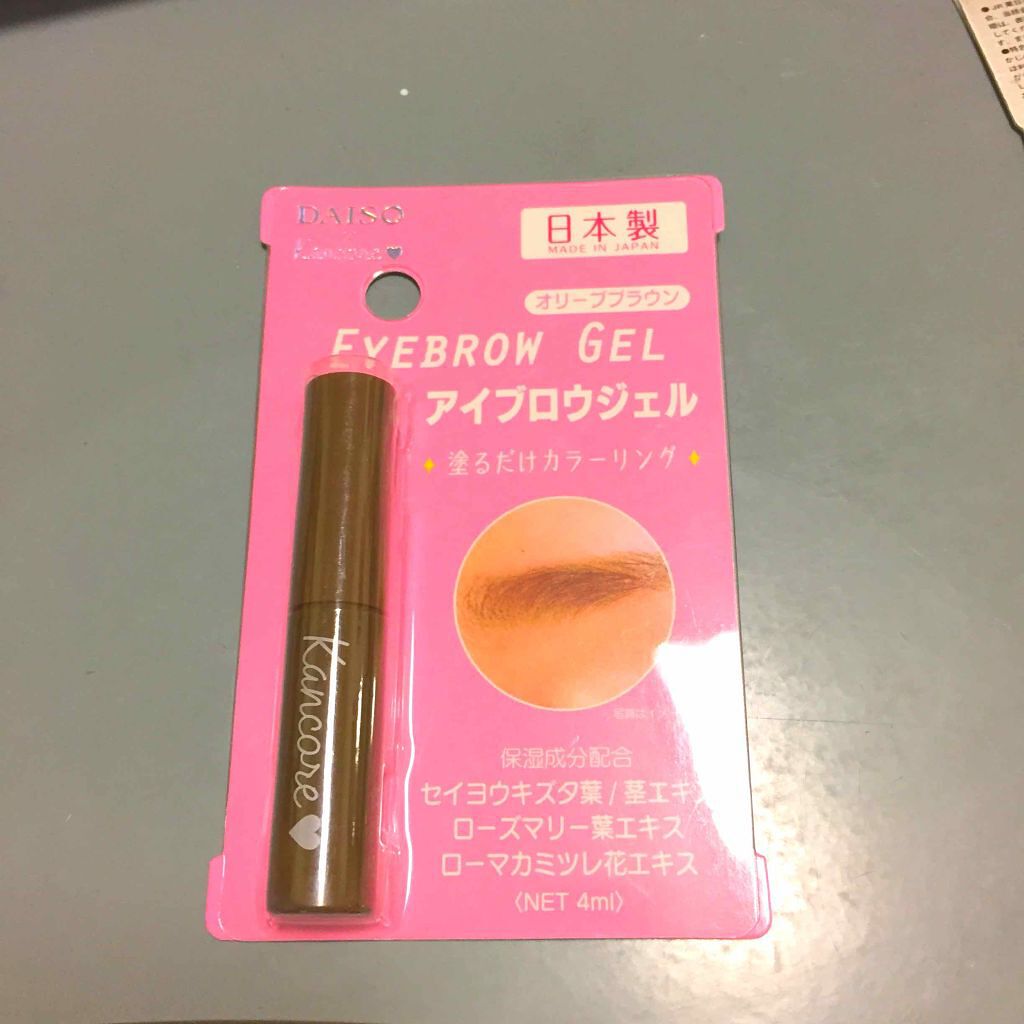 DAISO
Kancore♥
日本製
MADE IN JAPAN
オリーブブラウン
EYEBROW GEL
アイブロウジェル
塗るだけカラーリング
Kancore♥
保湿成分配合
セイヨウキズタ葉/茎エキス
ローズマリー葉エキス
ローマカミツレ花エキス
〈NET 4ml〉